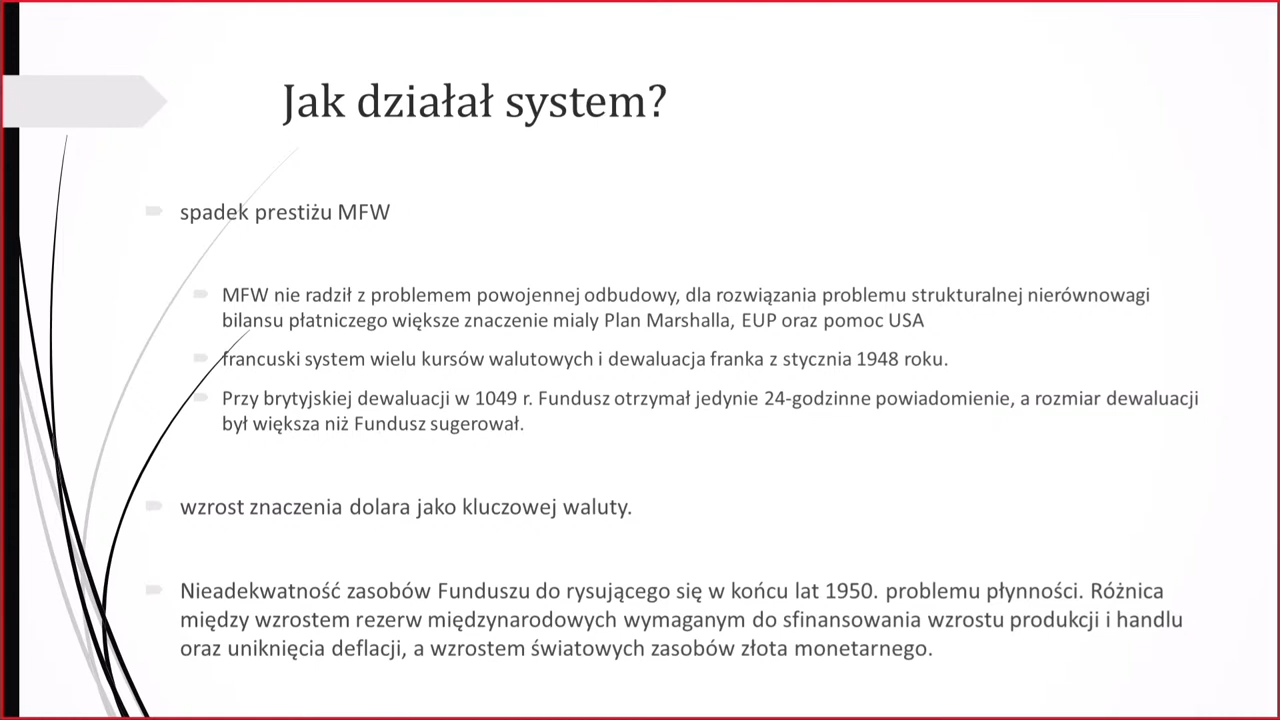 Jak działał system?
spadek prestiżu MFW
MFW nie radził z problemem powojennej odbudowy, dla rozwiązania problemu strukturalnej nierównowagi
bilansu płatniczego większe znaczenie mialy Plan Marshalla, EUP oraz pomoc USA
francuski system wielu kursów walutowych i dewaluacja franka z stycznia 1948 roku.
Przy brytyjskiej dewaluacji w 1049 r. Fundusz otrzymał jedynie 24-godzinne powiadomienie, a rozmiar dewaluacji
był większa niż Fundusz sugerował.
wzrost znaczenia dolara jako kluczowej waluty.
Nieadekwatność zasobów Funduszu do rysującego się w końcu lat 1950. problemu płynności. Różnica
między wzrostem rezerw międzynarodowych wymaganym do sfinansowania wzrostu produkcji i handlu
oraz uniknięcia deflacji, a wzrostem światowych zasobów złota monetarnego.